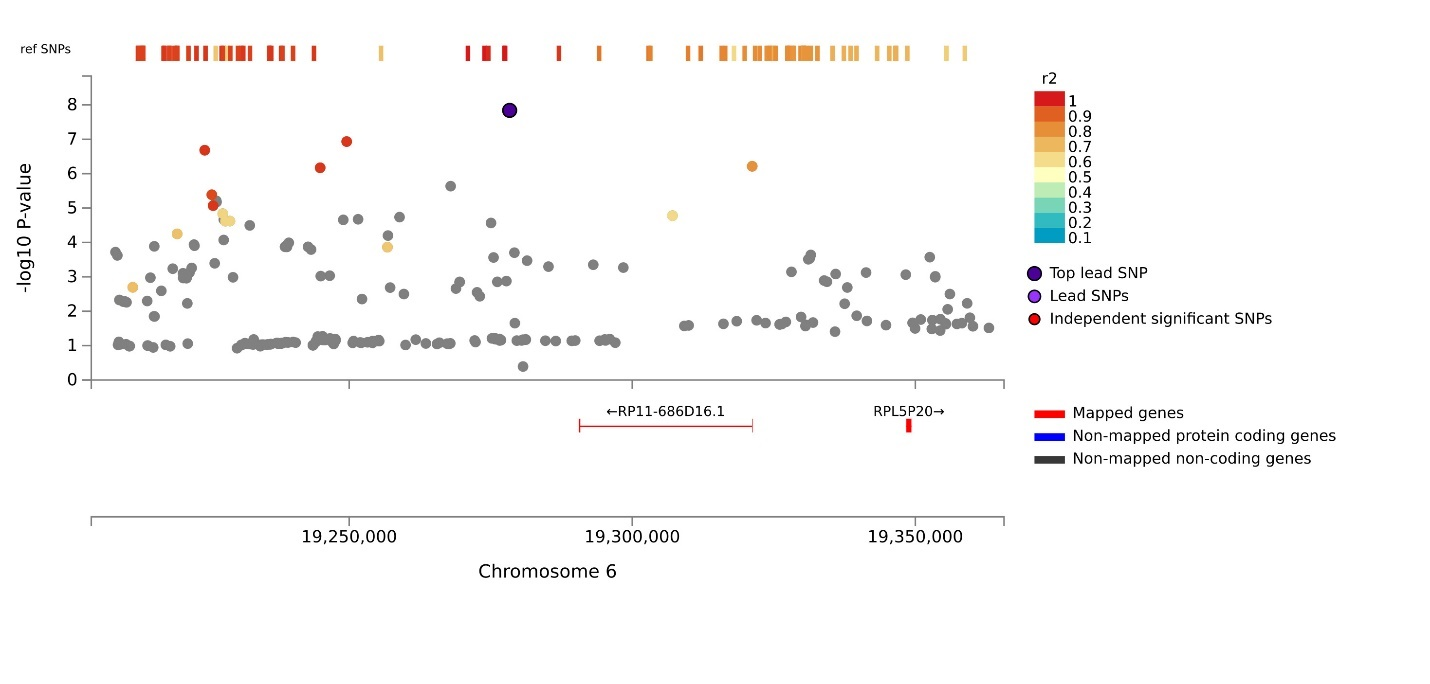 ref SNPs
r2
1
0.9
0.8
0.7
0.6
0.5
0.4
0.3
0.2
0.1
8
7
6
5
4
3
2
1
0
-log10 P-value
Top lead SNP
Lead SNPs
Independent significant SNPs
←RP11-686D16.1
RPL5P20→
Mapped genes
Non-mapped protein coding genes
Non-mapped non-coding genes
19,250,000 19,300,000 19,350,000
Chromosome 6